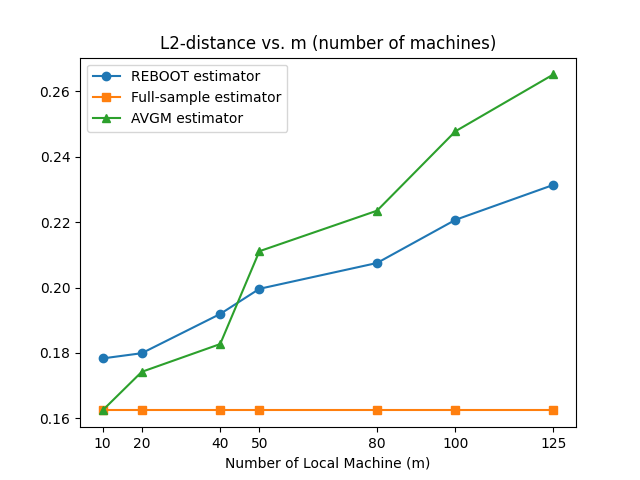 L2-distance vs. m (number of machines)
REBOOT estimator
Full-sample estimator
AVGM estimator
0.26
0.24
0.22
0.20
0.18
0.16
10 20 40 50 80 100 125
Number of Local Machine (m)